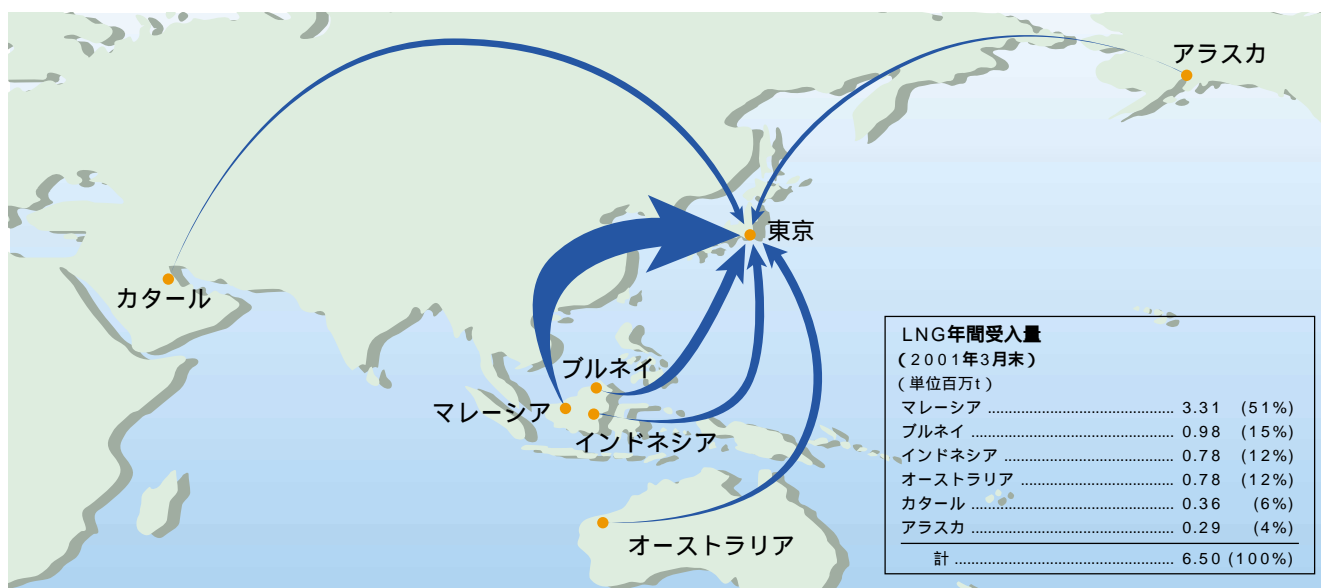 アラスカ
東京
カタール
ブルネイ
マレーシア
インドネシア
オーストラリア
LNG年間受入量
(2001年3月末)
(単位百万t)
マレーシア ........................................ 3.31 (51%)
ブルネイ ........................................ 0.98 (15%)
インドネシア ........................................ 0.78 (12%)
オーストラリア ........................................ 0.78 (12%)
カタール ........................................ 0.36 (6%)
アラスカ ........................................ 0.29 (4%)
計 ........................................ 6.50 (100%)